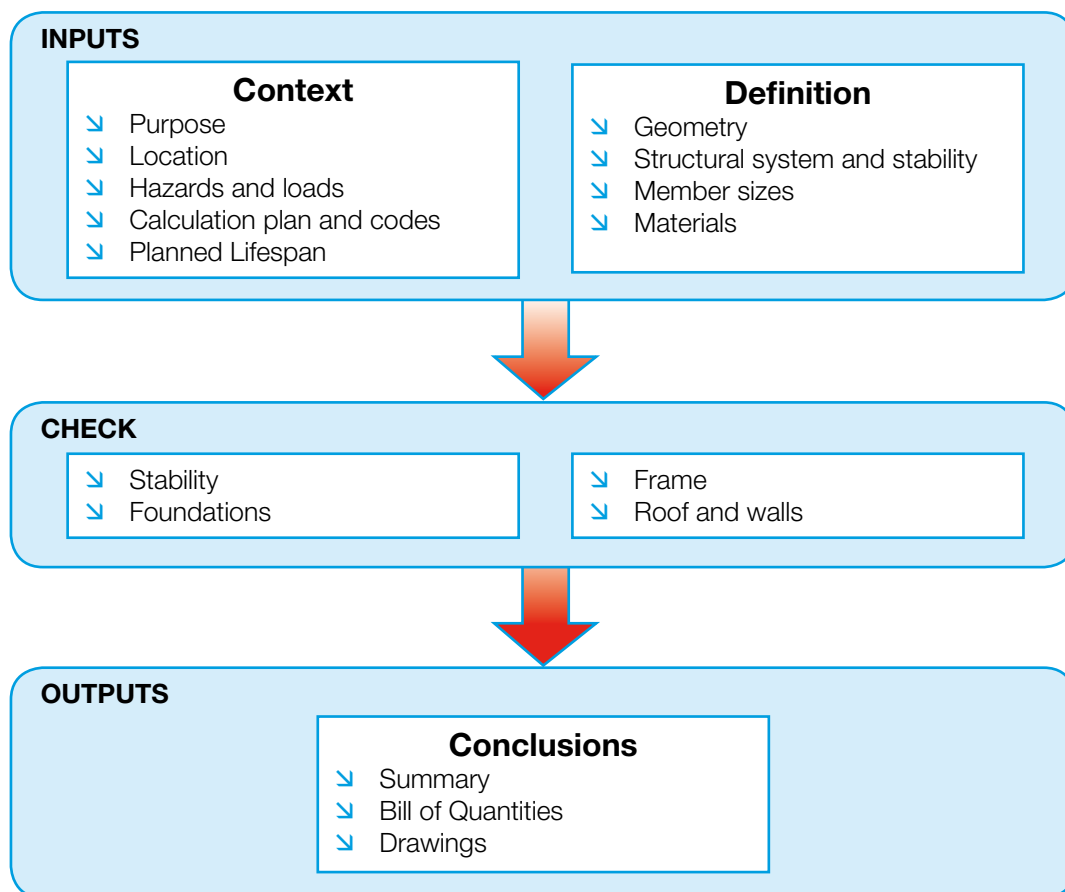 INPUTS
Context
Purpose
Location
Hazards and loads
Calculation plan and codes
Planned Lifespan
Definition
Geometry
Structural system and stability
Member sizes
Materials
CHECK
Stability
Foundations
Frame
Roof and walls
OUTPUTS
Conclusions
Summary
Bill of Quantities
Drawings